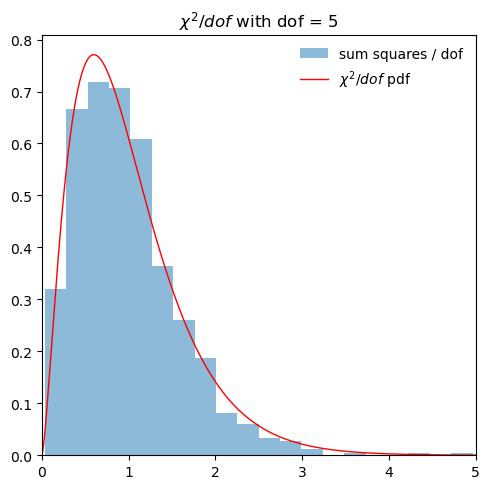 χ²/dof with dof = 5
sum squares / dof
χ²/dof pdf
0.8
0.7
0.6
0.5
0.4
0.3
0.2
0.1
0.0
0 1 2 3 4 5